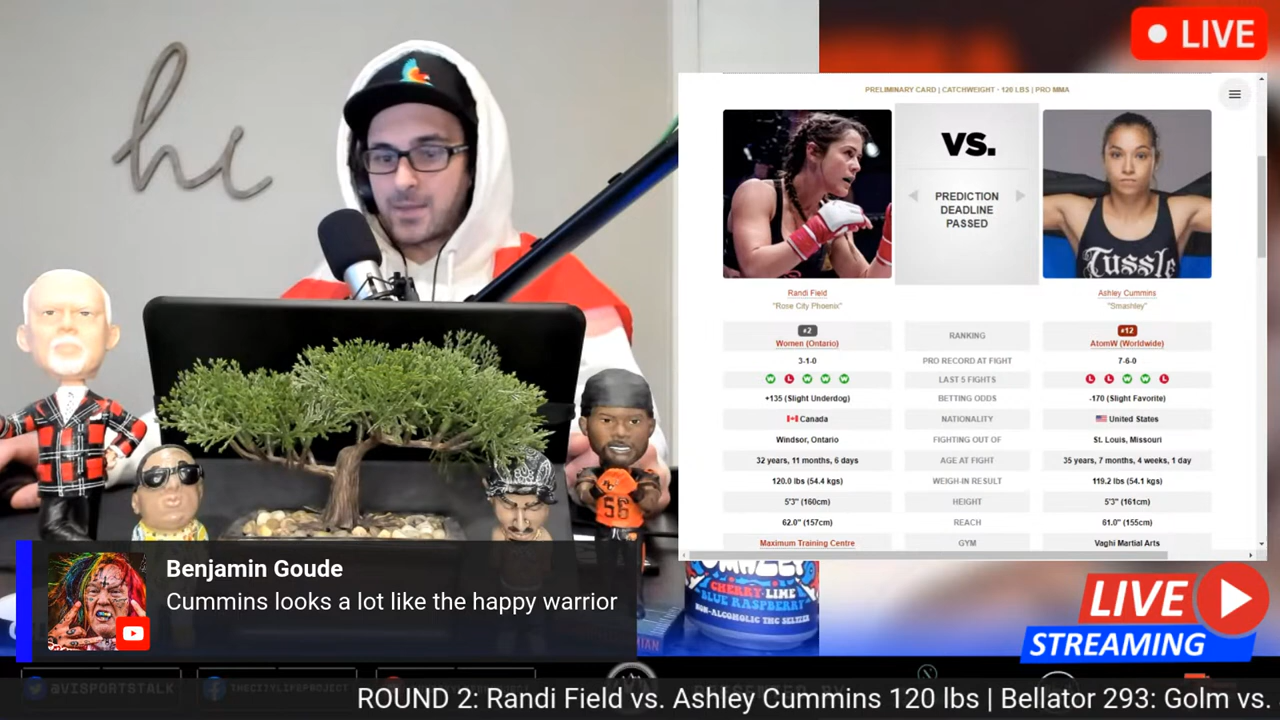 hi
LIVE
PRELIMINARY CARD | CATCHWEIGHT - 120 LBS | PRO MMA
VS.
PREDICTION
DEADLINE
PASSED
Tussle
Randi Field
"Rose City Phoenix"
Ashley Cummins
"Smashley"
#2
Women (Ontario)
RANKING
#12
AtomW (Worldwide)
3-1-0
PRO RECORD AT FIGHT
7-6-0
W L W W W
LAST 5 FIGHTS
L L W W L
+135 (Slight Underdog)
BETTING ODDS
-170 (Slight Favorite)
Canada
NATIONALITY
United States
Windsor, Ontario
FIGHTING OUT OF
St. Louis, Missouri
32 years, 11 months, 6 days
AGE AT FIGHT
35 years, 7 months, 4 weeks, 1 day
120.0 lbs (54.4 kgs)
WEIGH-IN RESULT
119.2 lbs (54.1 kgs)
5'3" (160cm)
HEIGHT
5'3" (161cm)
62.0" (157cm)
REACH
61.0" (155cm)
Maximum Training Centre
GYM
Vaghi Martial Arts
56
Benjamin Goude
Cummins looks a lot like the happy warrior
CHERRY-LIME
BLUE RASPBERRY
NON-ALCOHOLIC THC SELTZER
LIVE
STREAMING
@VISPORTSTALK
THECITYLIFEPROJECT
ROUND 2: Randi Field vs. Ashley Cummins 120 lbs | Bellator 293: Golm vs.